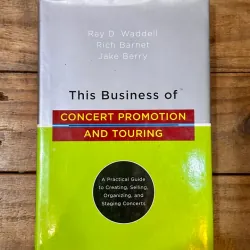 Ray D. Waddell
Rich Barnet
Jake Berry
This Business of
CONCERT PROMOTION
AND TOURING
A Practical Guide
to Creating, Selling,
Organizing, and
Staging Concerts